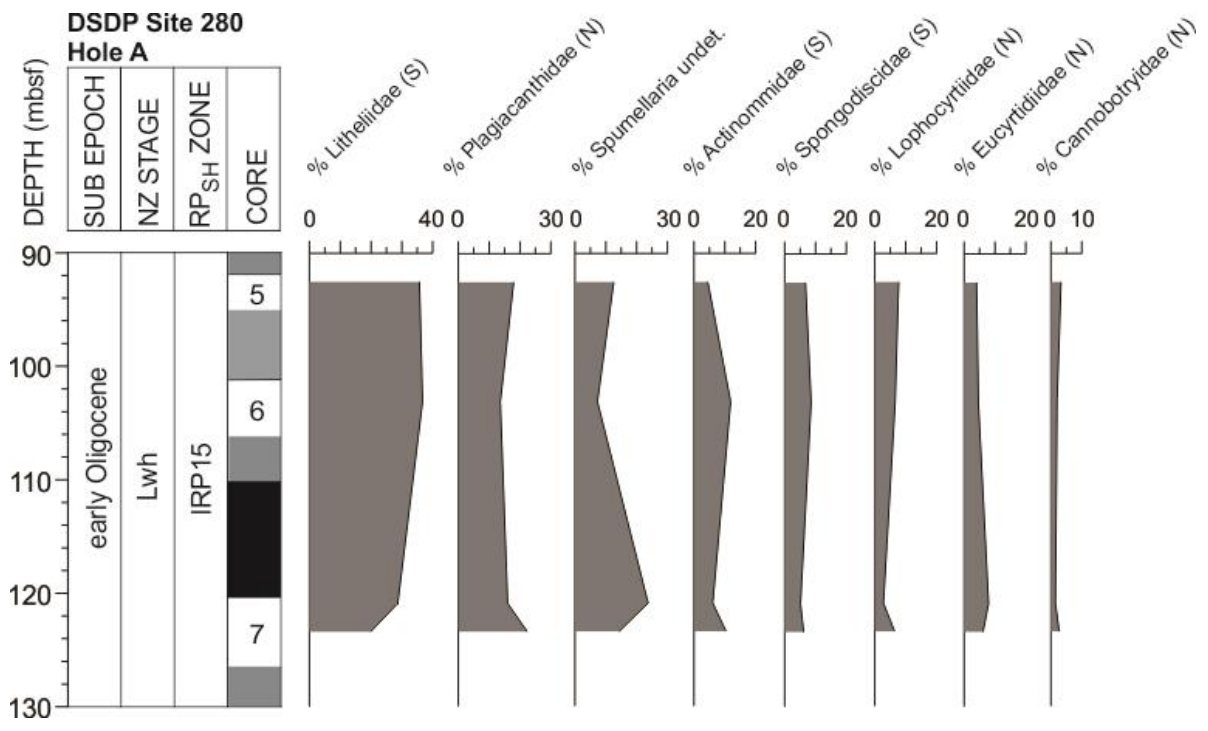 DSDP Site 280
Hole A
DEPTH (mbsf)
SUB EPOCH
NZ STAGE
RPSH ZONE
CORE
% Litheliidae (S)
% Plagiacanthidae (N)
% Spumellaria undet.
% Actinommidae (S)
% Spongodiscidae (S)
% Lophocyrtiidae (N)
% Eucyrtidiidae (N)
% Cannobotryidae (N)
0 40 0 30 0 30 0 20 0 20 0 20 0 20 0 10
90
5
100
6
110
120
7
130
early Oligocene
Lwh
IRP15